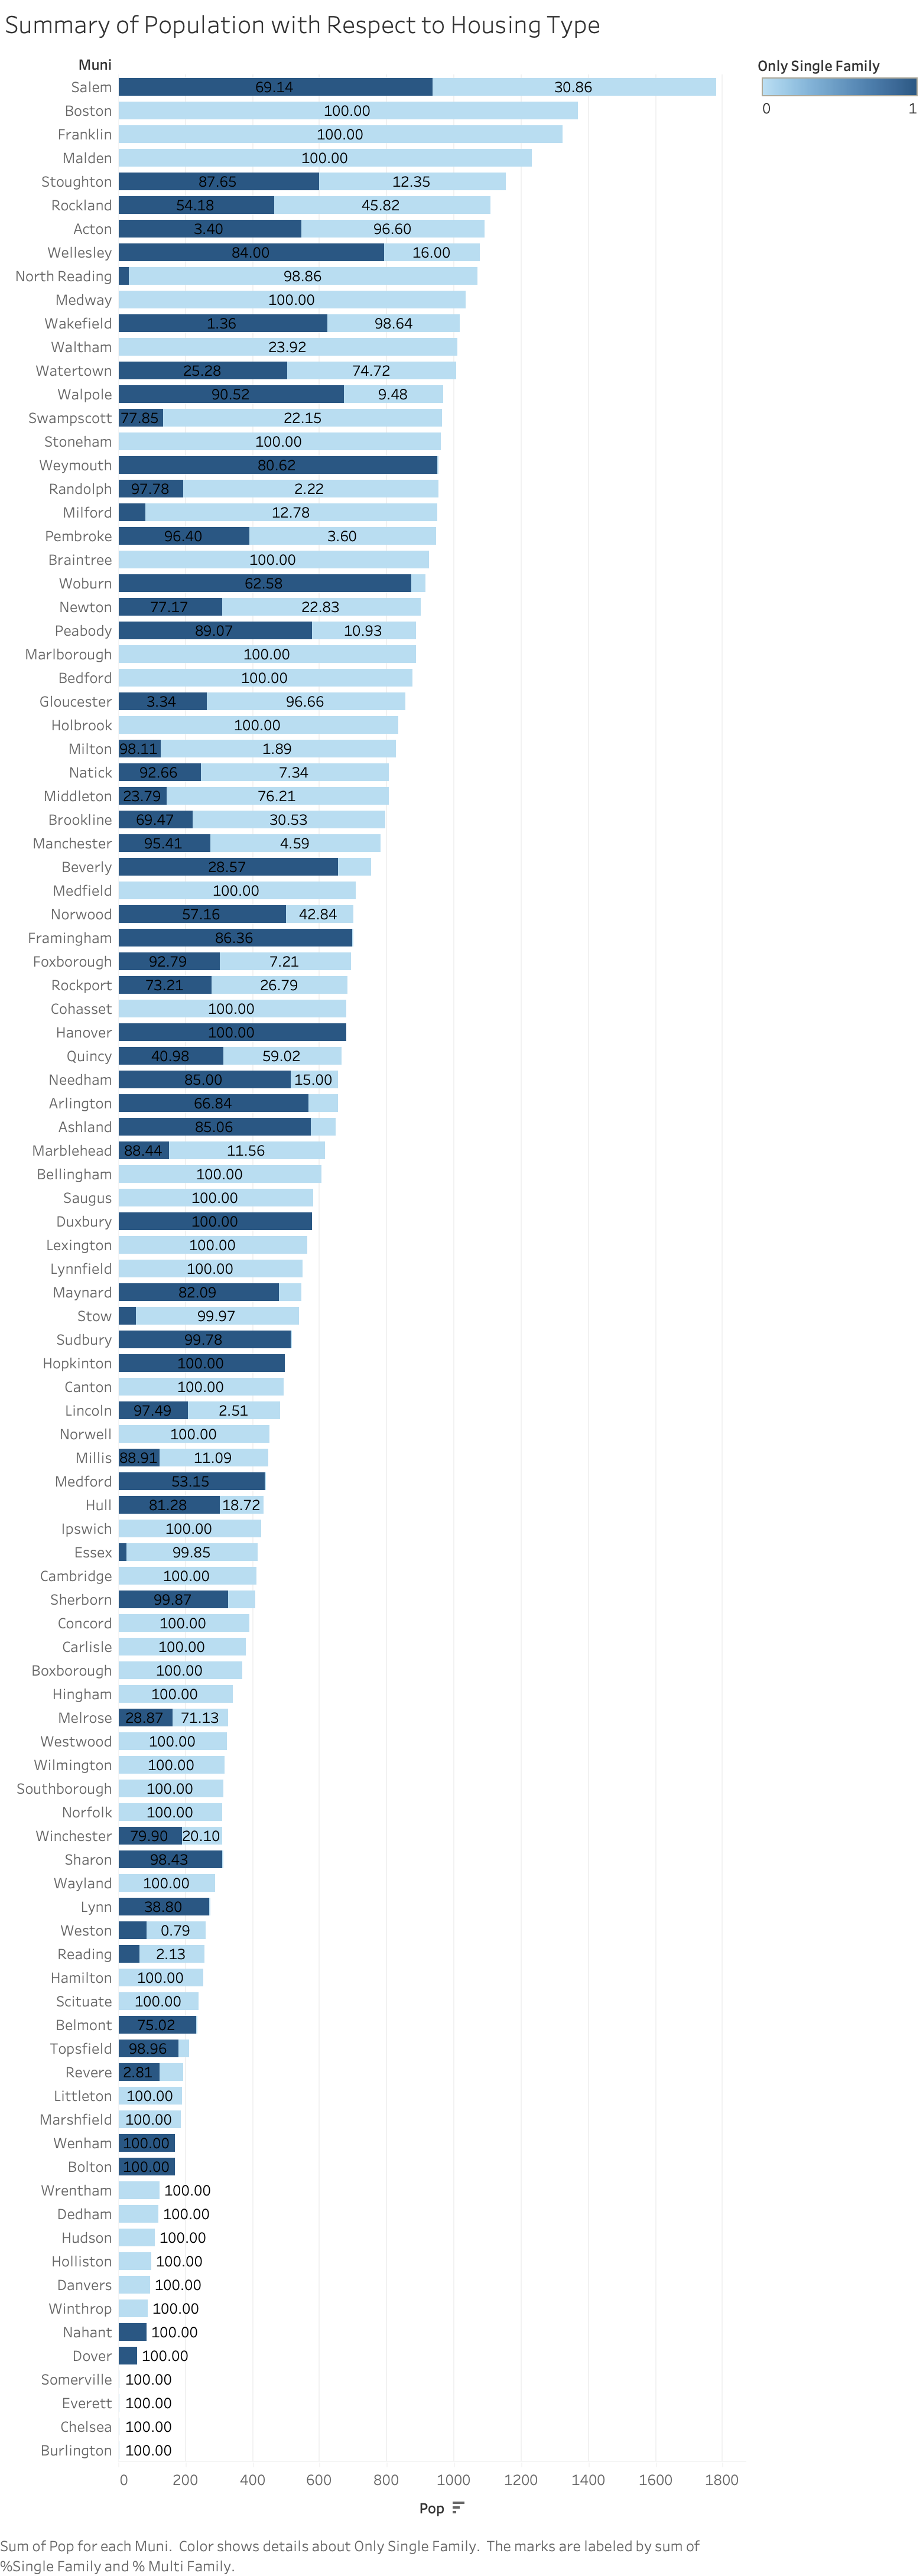 Summary of Population with Respect to Housing Type
Muni
Only Single Family
0 1
Salem 69.14 30.86
Boston 100.00
Franklin 100.00
Malden 100.00
Stoughton 87.65 12.35
Rockland 54.18 45.82
Acton 3.40 96.60
Wellesley 84.00 16.00
North Reading 98.86
Medway 100.00
Wakefield 1.36 98.64
Waltham 23.92
Watertown 25.28 74.72
Walpole 90.52 9.48
Swampscott 77.85 22.15
Stoneham 100.00
Weymouth 80.62
Randolph 97.78 2.22
Milford 12.78
Pembroke 96.40 3.60
Braintree 100.00
Woburn 62.58
Newton 77.17 22.83
Peabody 89.07 10.93
Marlborough 100.00
Bedford 100.00
Gloucester 3.34 96.66
Holbrook 100.00
Milton 98.11 1.89
Natick 92.66 7.34
Middleton 23.79 76.21
Brookline 69.47 30.53
Manchester 95.41 4.59
Beverly 28.57
Medfield 100.00
Norwood 57.16 42.84
Framingham 86.36
Foxborough 92.79 7.21
Rockport 73.21 26.79
Cohasset 100.00
Hanover 100.00
Quincy 40.98 59.02
Needham 85.00 15.00
Arlington 66.84
Ashland 85.06
Marblehead 88.44 11.56
Bellingham 100.00
Saugus 100.00
Duxbury 100.00
Lexington 100.00
Lynnfield 100.00
Maynard 82.09
Stow 99.97
Sudbury 99.78
Hopkinton 100.00
Canton 100.00
Lincoln 97.49 2.51
Norwell 100.00
Millis 88.91 11.09
Medford 53.15
Hull 81.28 18.72
Ipswich 100.00
Essex 99.85
Cambridge 100.00
Sherborn 99.87
Concord 100.00
Carlisle 100.00
Boxborough 100.00
Hingham 100.00
Melrose 28.87 71.13
Westwood 100.00
Wilmington 100.00
Southborough 100.00
Norfolk 100.00
Winchester 79.90 20.10
Sharon 98.43
Wayland 100.00
Lynn 38.80
Weston 0.79
Reading 2.13
Hamilton 100.00
Scituate 100.00
Belmont 75.02
Topsfield 98.96
Revere 2.81
Littleton 100.00
Marshfield 100.00
Wenham 100.00
Bolton 100.00
Wrentham 100.00
Dedham 100.00
Hudson 100.00
Holliston 100.00
Danvers 100.00
Winthrop 100.00
Nahant 100.00
Dover 100.00
Somerville 100.00
Everett 100.00
Chelsea 100.00
Burlington 100.00
0 200 400 600 800 1000 1200 1400 1600 1800
Pop
Sum of Pop for each Muni. Color shows details about Only Single Family. The marks are labeled by sum of
%Single Family and % Multi Family.